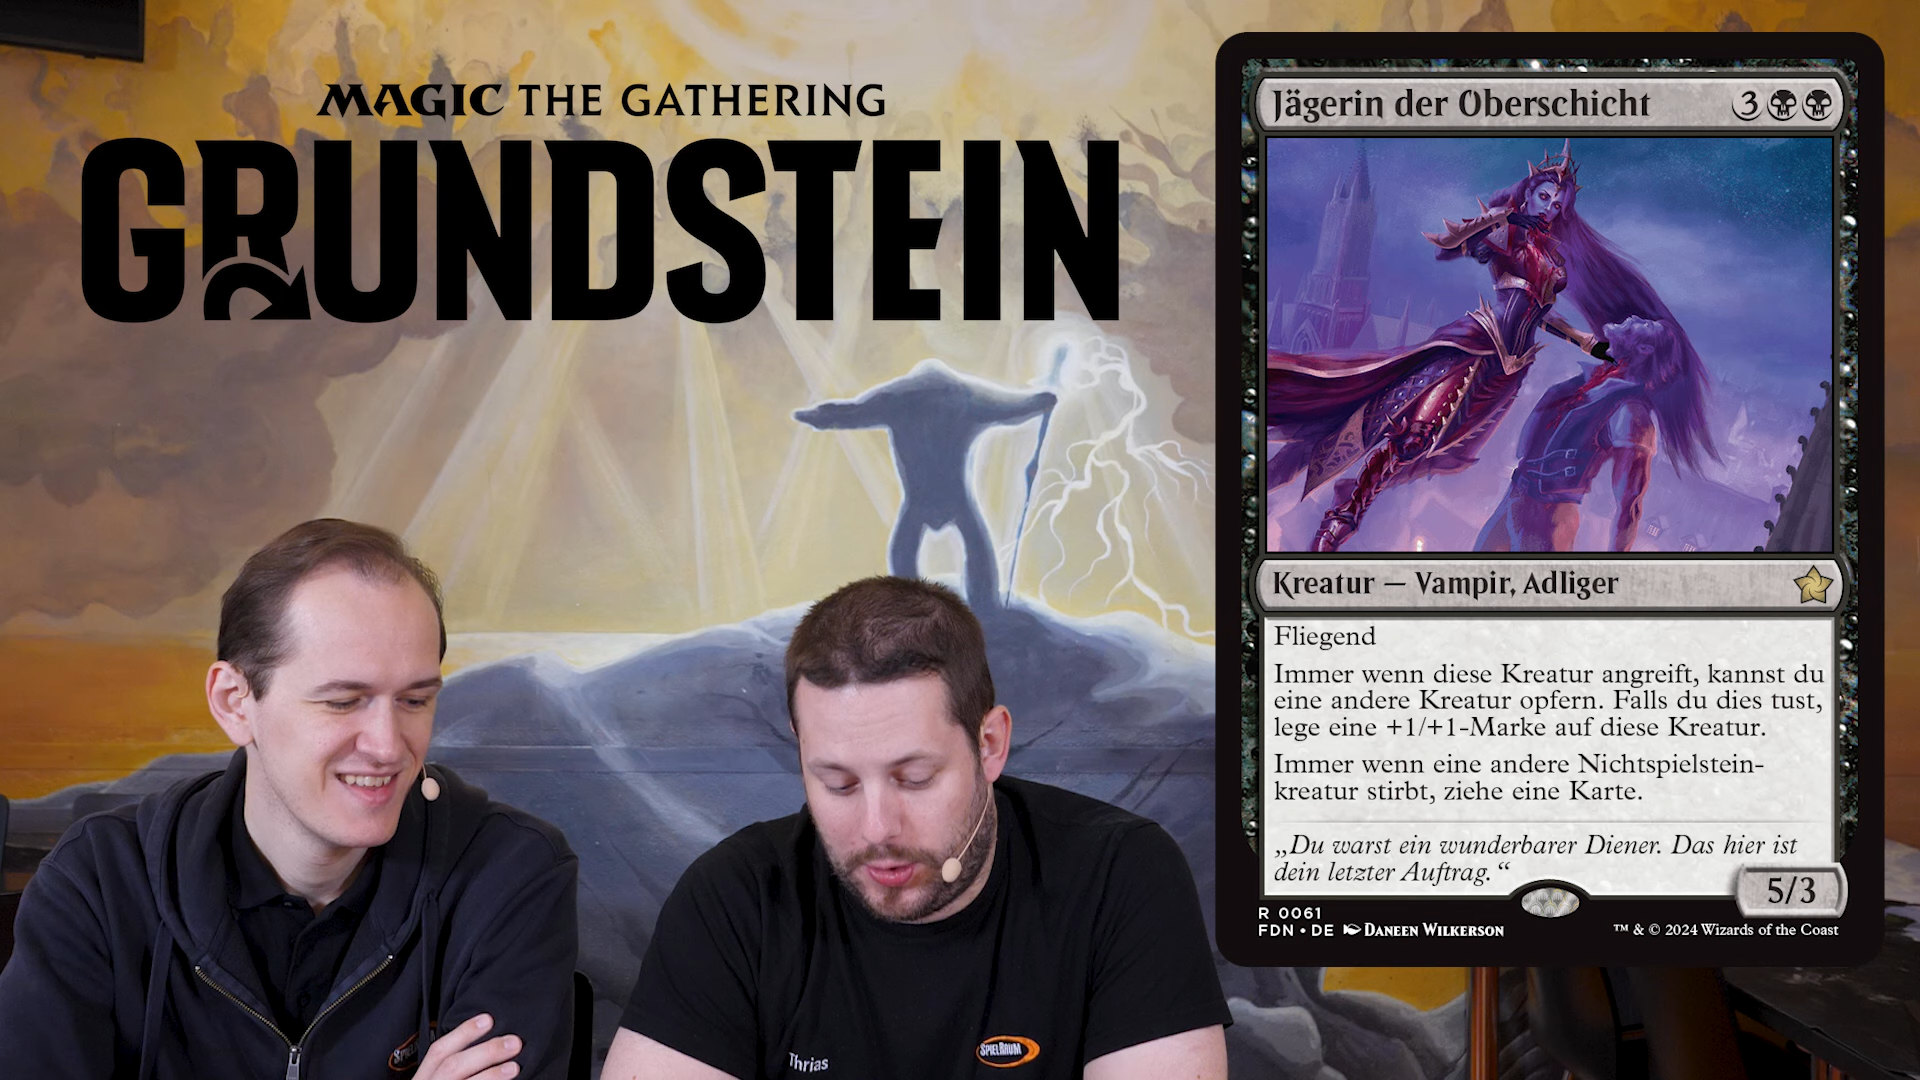 MAGIC THE GATHERING
GRUNDSTEIN
Jägerin der Oberschicht 3
Kreatur — Vampir, Adliger
Fliegend
Immer wenn diese Kreatur angreift, kannst du
eine andere Kreatur opfern. Falls du dies tust,
lege eine +1/+1-Marke auf diese Kreatur.
Immer wenn eine andere Nichtspielstein-
kreatur stirbt, ziehe eine Karte.
„Du warst ein wunderbarer Diener. Das hier ist
dein letzter Auftrag.“
5/3
R 0061
FDN • DE DANEEN WILKERSON
™ & © 2024 Wizards of the Coast
Thrias
SPIELRAUM